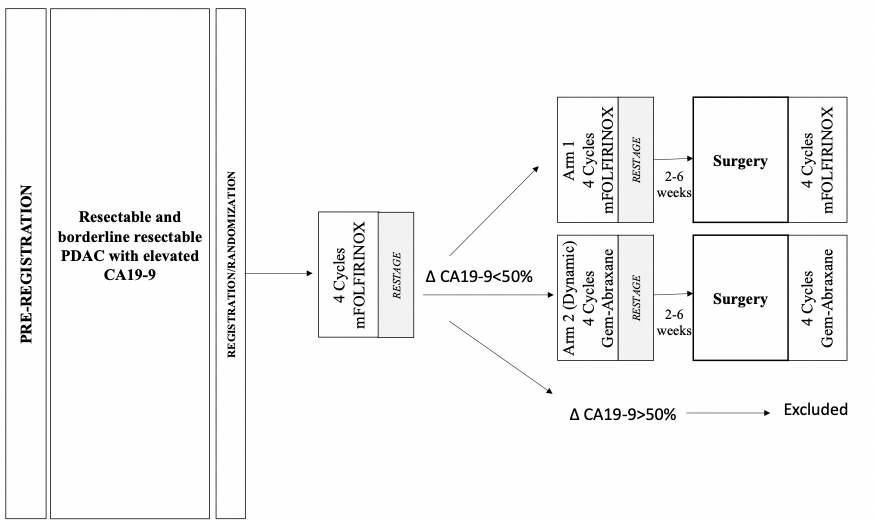 PRE-REGISTRATION
Resectable and
borderline resectable
PDAC with elevated
CA19-9
REGISTRATION/RANDOMIZATION
4 Cycles
mFOLFIRINOX
RESTAGE
Δ CA19-9<50%
Arm 1
4 Cycles
mFOLFIRINOX
RESTAGE
2-6
weeks
Surgery
4 Cycles
mFOLFIRINOX
Arm 2 (Dynamic)
4 Cycles
Gem-Abraxane
RESTAGE
2-6
weeks
Surgery
4 Cycles
Gem-Abraxane
Δ CA19-9>50%
Excluded